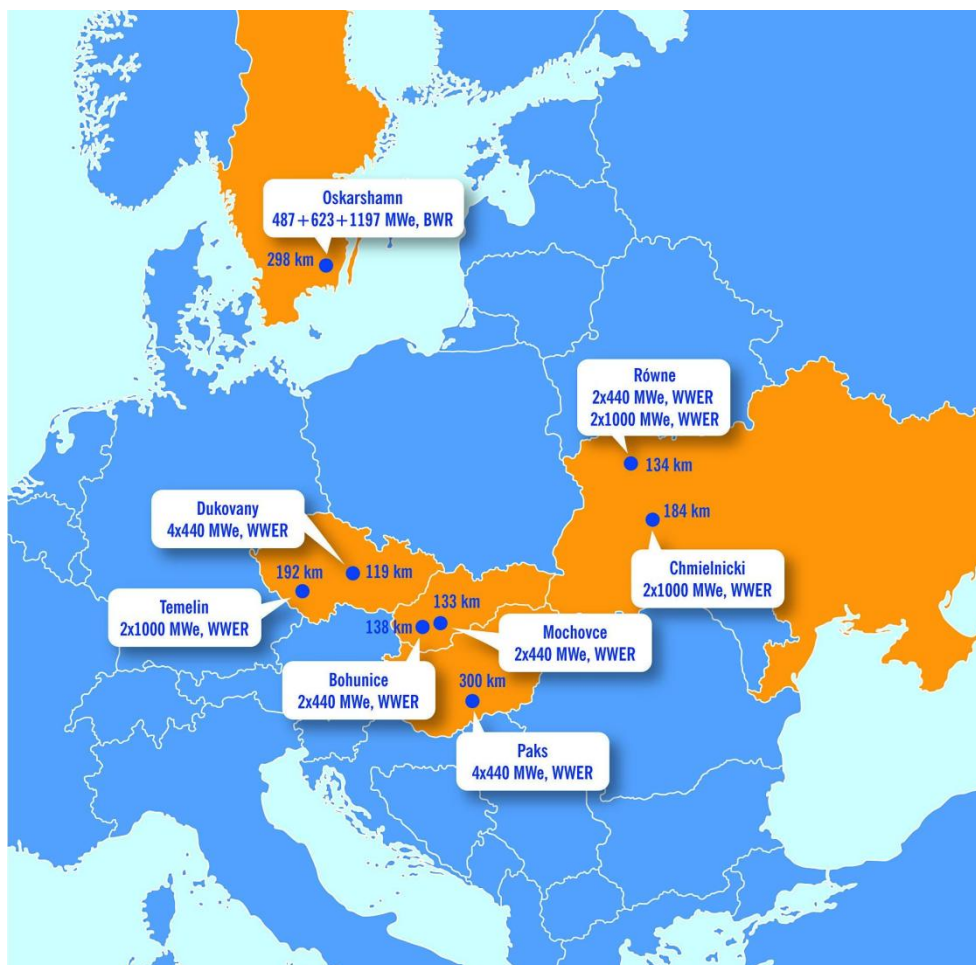 Oskarshamn
487+623+1197 MWe, BWR
298 km
Równe
2x440 MWe, WWER
2x1000 MWe, WWER
134 km
184 km
Chmielnicki
2x1000 MWe, WWER
Dukovany
4x440 MWe, WWER
192 km
119 km
Temelin
2x1000 MWe, WWER
133 km
138 km
Mochovce
2x440 MWe, WWER
Bohunice
2x440 MWe, WWER
300 km
Paks
4x440 MWe, WWER